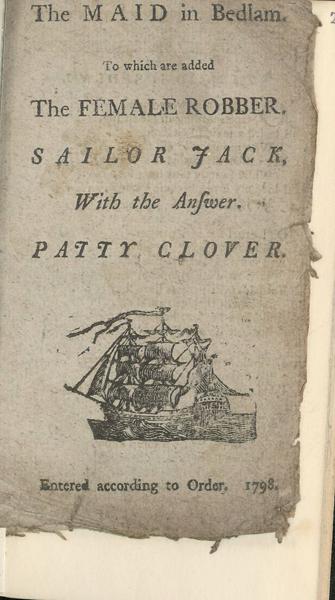 The MAID in Bedlam.
To which are added
The FEMALE ROBBER.
SAILOR JACK,
With the Anſwer.
PATTY CLOVER.
Entered according to Order. 1798.